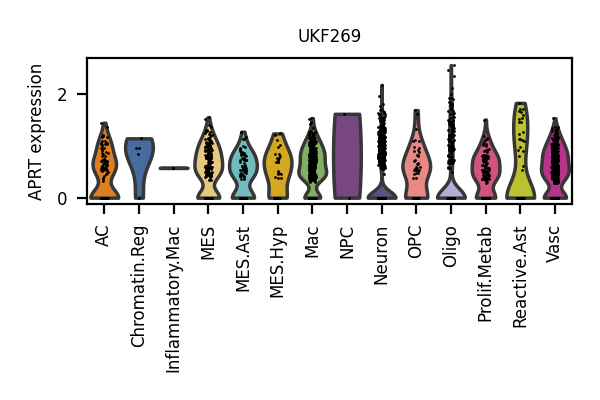 UKF269
APRT expression
2
0
AC
Chromatin.Reg
Inflammatory.Mac
MES
MES.Ast
MES.Hyp
Mac
NPC
Neuron
OPC
Oligo
Prolif.Metab
Reactive.Ast
Vasc